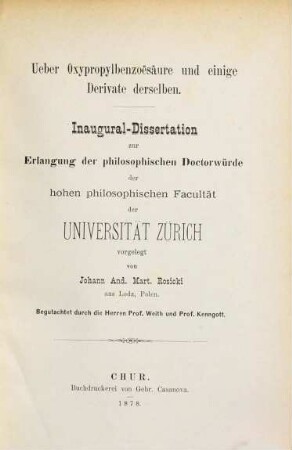 Ueber Oxypropylbenzoësäure und einige
Derivate derselben.
Inaugural-Dissertation
zur
Erlangung der philosophischen Doctorwürde
der
hohen philosophischen Facultät
der
UNIVERSITÄT ZÜRICH
vorgelegt
von
Johann And. Mart. Rosicki
aus Lodz, Polen.
Begutachtet durch die Herren Prof. Weith und Prof. Kenngott.
CHUR.
Buchdruckerei von Gebr. Casanova.
1878.